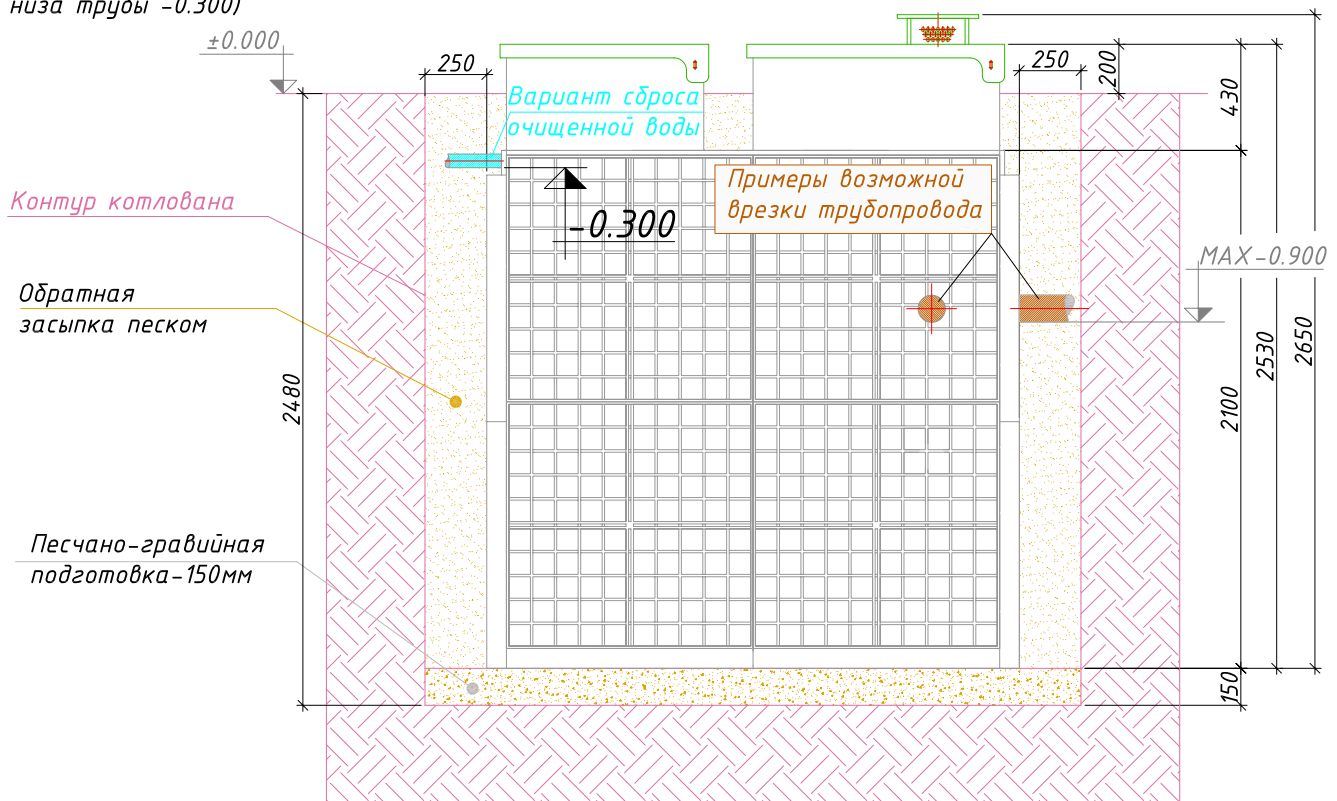 низа трубы -0.300)
±0.000
250
250
200
430
Вариант сброса
очищенной воды
Контур котлована
Примеры возможной
врезки трубопровода
-0.300
MAX-0.900
Обратная
засыпка песком
2480
2100
2530
2650
Песчано-гравийная
подготовка-150мм
150